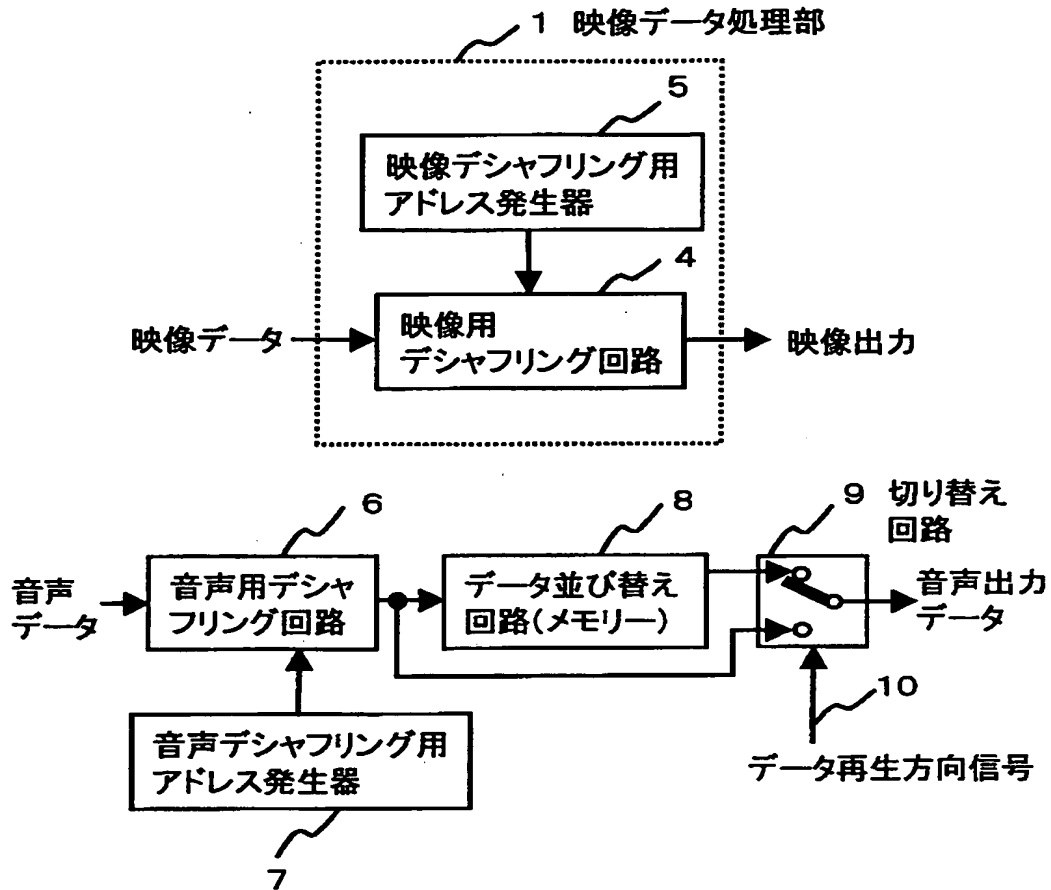 1 映像データ処理部
5
映像デシャフリング用
アドレス発生器
4
映像データ
映像用
デシャフリング回路
映像出力
6
8
9 切り替え
回路
音声
データ
音声用デシャ
フリング回路
データ並び替え
回路(メモリー)
音声出力
データ
10
音声デシャフリング用
アドレス発生器
データ再生方向信号
7